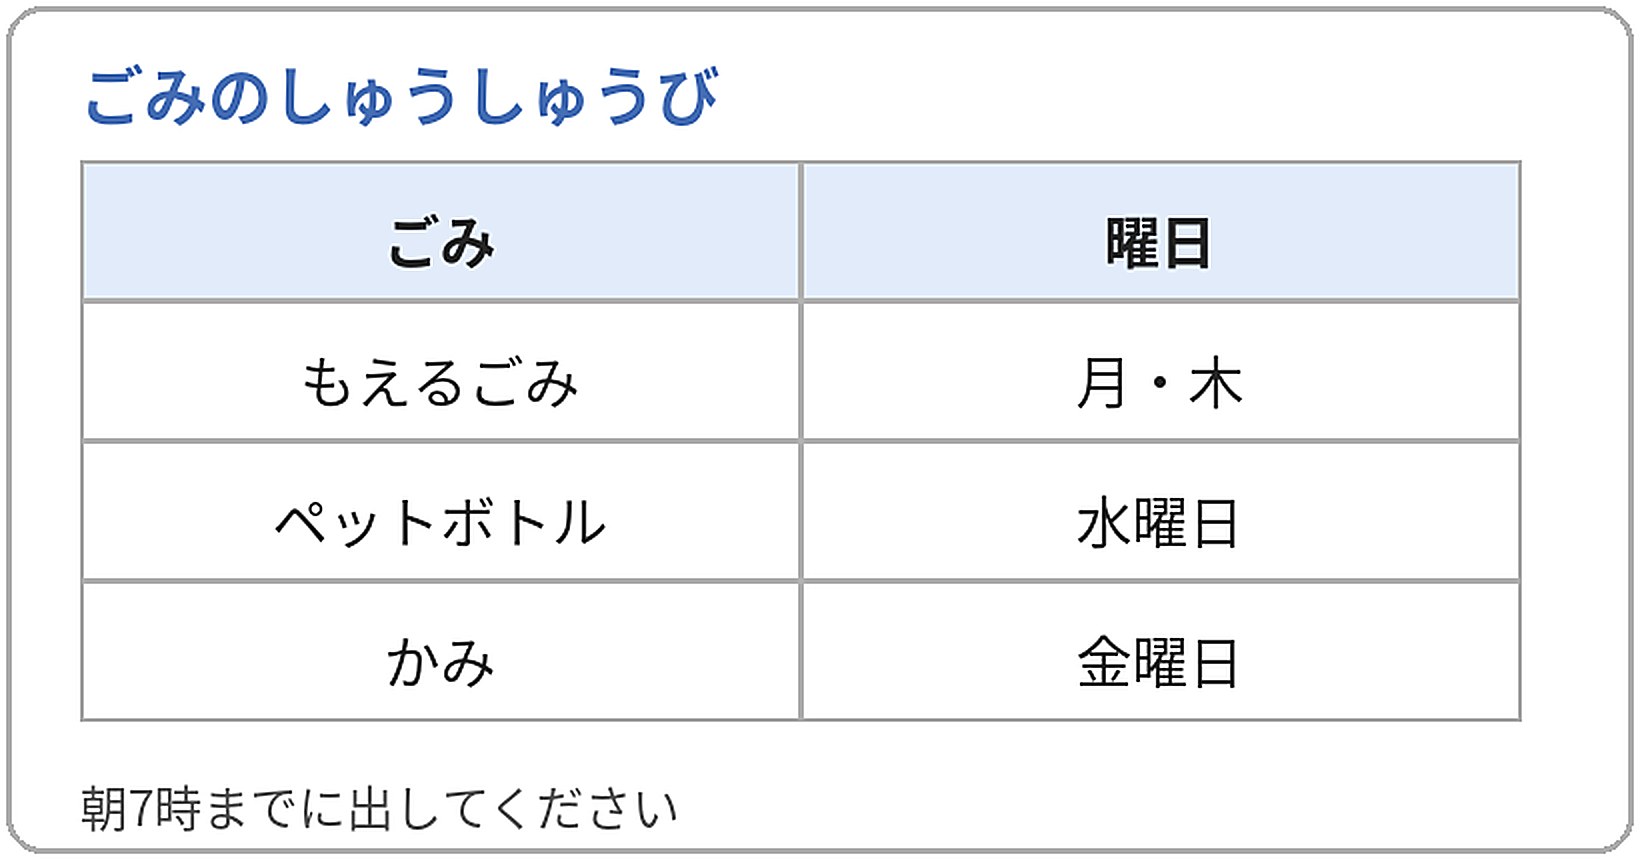 ごみのしゅうしゅうび
ごみ 曜日
もえるごみ 月・木
ペットボトル 水曜日
かみ 金曜日
朝7時までに出してください